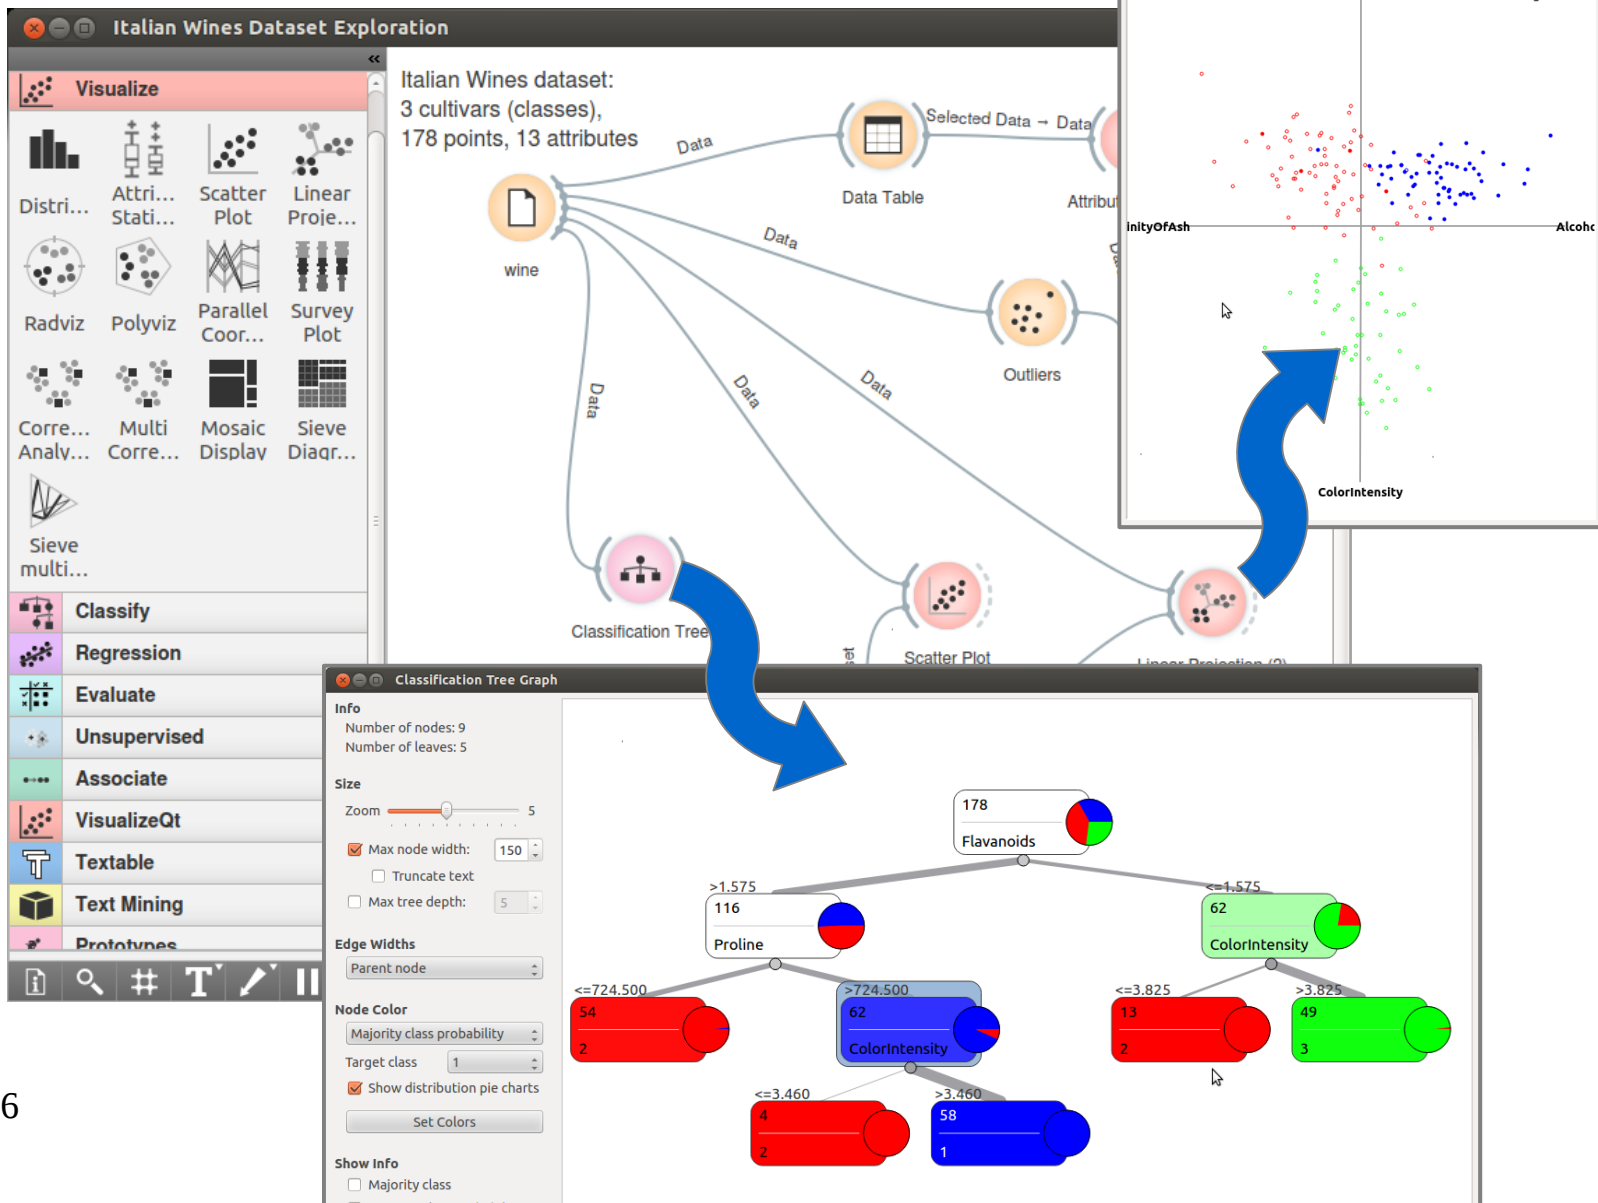 Italian Wines Dataset Exploration
«
Visualize
Distri...
Attri...
Stati...
Scatter
Plot
Linear
Proje...
Radviz
Polyviz
Parallel
Coor...
Survey
Plot
Corre...
Analy...
Multi
Corre...
Mosaic
Display
Sieve
Diagr...
Sieve
multi...
Classify
Regression
Evaluate
Unsupervised
Associate
VisualizeQt
Textable
Text Mining
Prototypes
Italian Wines dataset:
3 cultivars (classes),
178 points, 13 attributes
wine
Data
Data Table
Selected Data → Data
Attribut
Data
Outliers
Data
Data
Data
Classification Tree
Scatter Plot
Linear Projection (2)
set
inityOfAsh
Alcoho
ColorIntensity
Classification Tree Graph
Info
Number of nodes: 9
Number of leaves: 5
Size
Zoom
5
Max node width:
150
Truncate text
Max tree depth:
5
Edge Widths
Parent node
Node Color
Majority class probability
Target class
1
Show distribution pie charts
Set Colors
Show Info
Majority class
178
Flavanoids
>1.575
116
Proline
<=1.575
62
ColorIntensity
<=724.500
54
2
>724.500
62
ColorIntensity
<=3.825
13
2
>3.825
49
3
<=3.460
4
2
>3.460
58
1
6